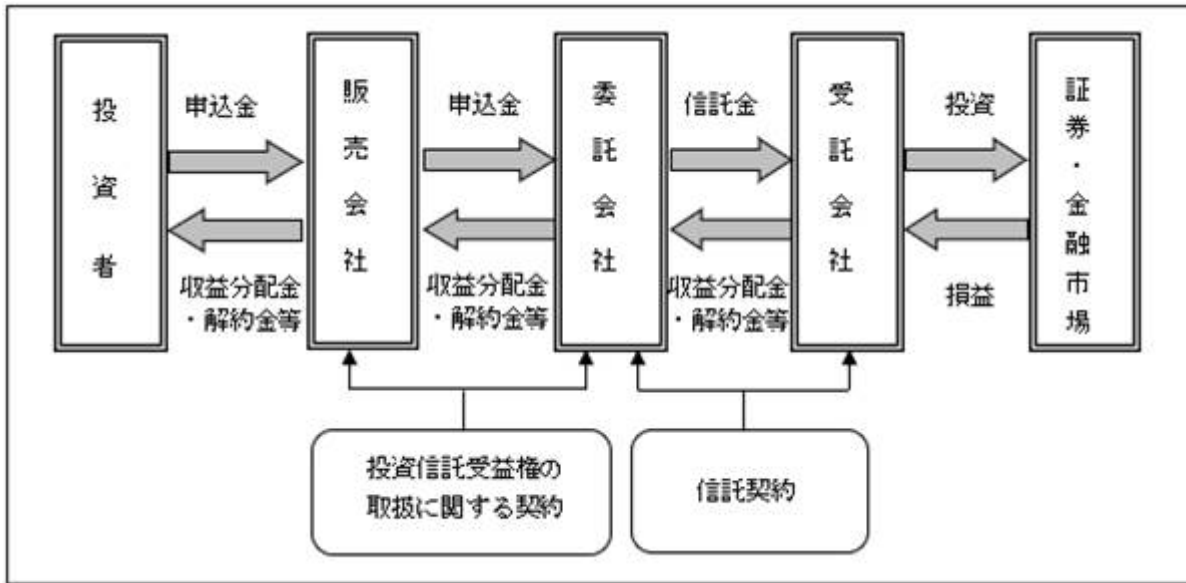 投資者
申込金
収益分配金
・解約金等
販売会社
申込金
収益分配金
・解約金等
委託会社
信託金
収益分配金
・解約金等
受託会社
投資
損益
証券・金融市場
投資信託受益権の
取扱に関する契約
信託契約